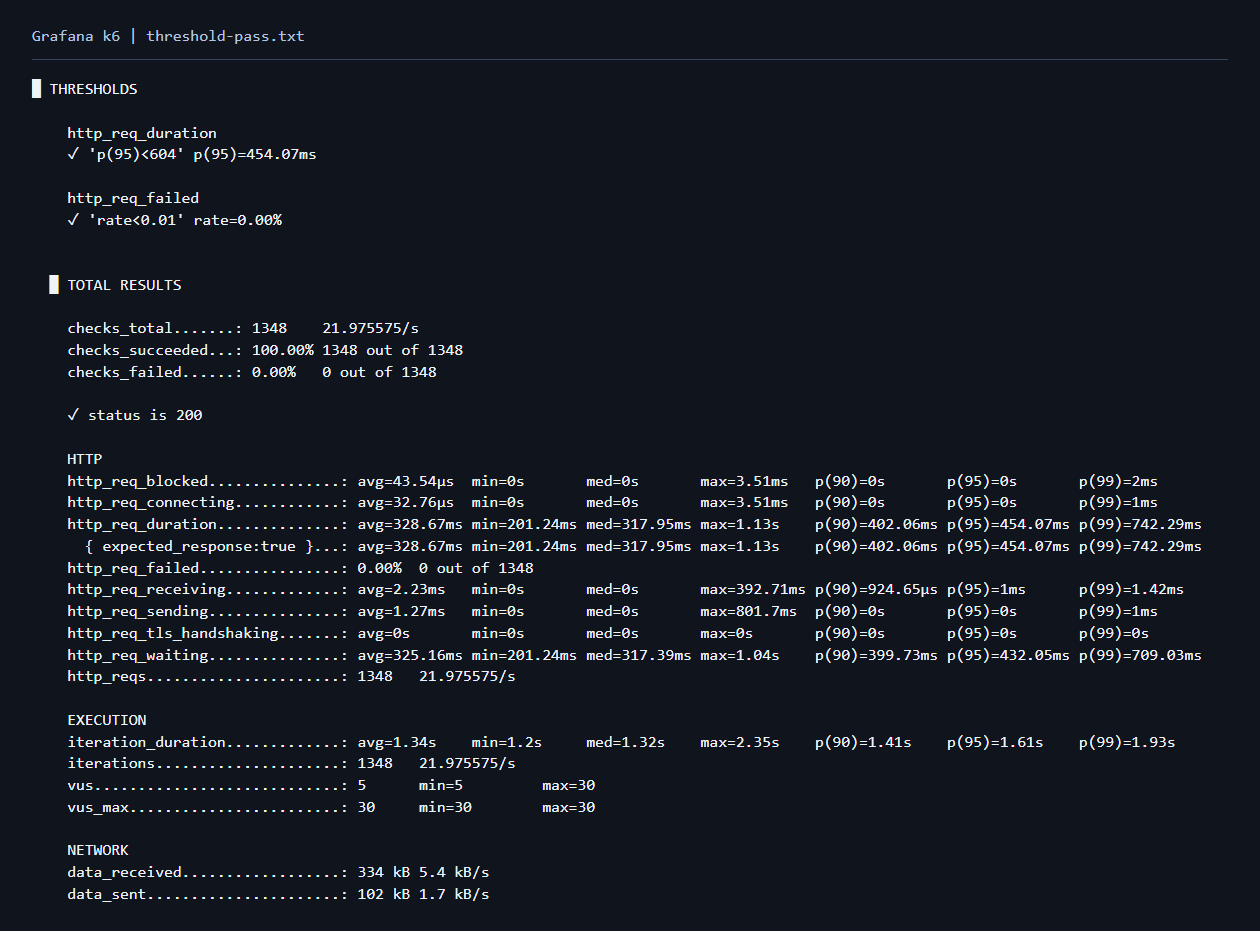 Grafana k6 | threshold-pass.txt
█ THRESHOLDS
http_req_duration
✓ 'p(95)<604' p(95)=454.07ms
http_req_failed
✓ 'rate<0.01' rate=0.00%
█ TOTAL RESULTS
checks_total.......: 1348    21.975575/s
checks_succeeded...: 100.00% 1348 out of 1348
checks_failed......: 0.00%   0 out of 1348
✓ status is 200
HTTP
http_req_blocked...............: avg=43.54µs  min=0s       med=0s       max=3.51ms   p(90)=0s       p(95)=0s       p(99)=2ms
http_req_connecting............: avg=32.76µs  min=0s       med=0s       max=3.51ms   p(90)=0s       p(95)=0s       p(99)=1ms
http_req_duration..............: avg=328.67ms min=201.24ms med=317.95ms max=1.13s    p(90)=402.06ms p(95)=454.07ms p(99)=742.29ms
{ expected_response:true }...: avg=328.67ms min=201.24ms med=317.95ms max=1.13s    p(90)=402.06ms p(95)=454.07ms p(99)=742.29ms
http_req_failed................: 0.00%  0 out of 1348
http_req_receiving.............: avg=2.23ms   min=0s       med=0s       max=392.71ms p(90)=924.65µs p(95)=1ms      p(99)=1.42ms
http_req_sending...............: avg=1.27ms   min=0s       med=0s       max=801.7ms  p(90)=0s       p(95)=0s       p(99)=1ms
http_req_tls_handshaking.......: avg=0s       min=0s       med=0s       max=0s       p(90)=0s       p(95)=0s       p(99)=0s
http_req_waiting...............: avg=325.16ms min=201.24ms med=317.39ms max=1.04s    p(90)=399.73ms p(95)=432.05ms p(99)=709.03ms
http_reqs......................: 1348   21.975575/s
EXECUTION
iteration_duration.............: avg=1.34s    min=1.2s     med=1.32s    max=2.35s    p(90)=1.41s    p(95)=1.61s    p(99)=1.93s
iterations.....................: 1348   21.975575/s
vus............................: 5      min=5         max=30
vus_max........................: 30     min=30        max=30
NETWORK
data_received..................: 334 kB 5.4 kB/s
data_sent......................: 102 kB 1.7 kB/s